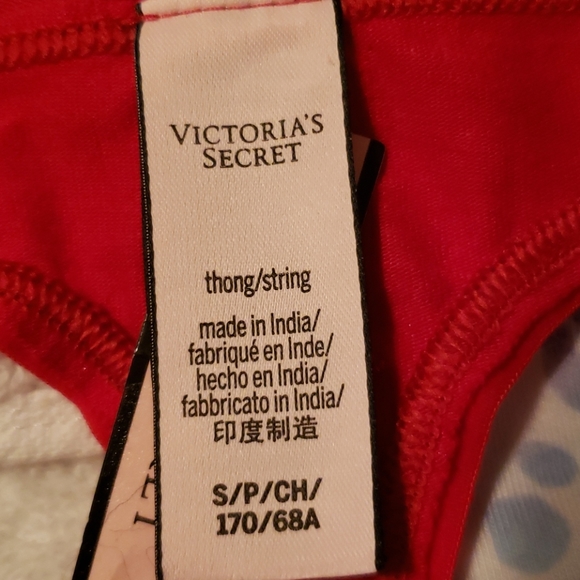 VICTORIA'S
SECRET
thong/string
made in India/
fabriqué en Inde/
hecho en India/
fabbricato in India/
印度制造
S/P/CH/
170/68A